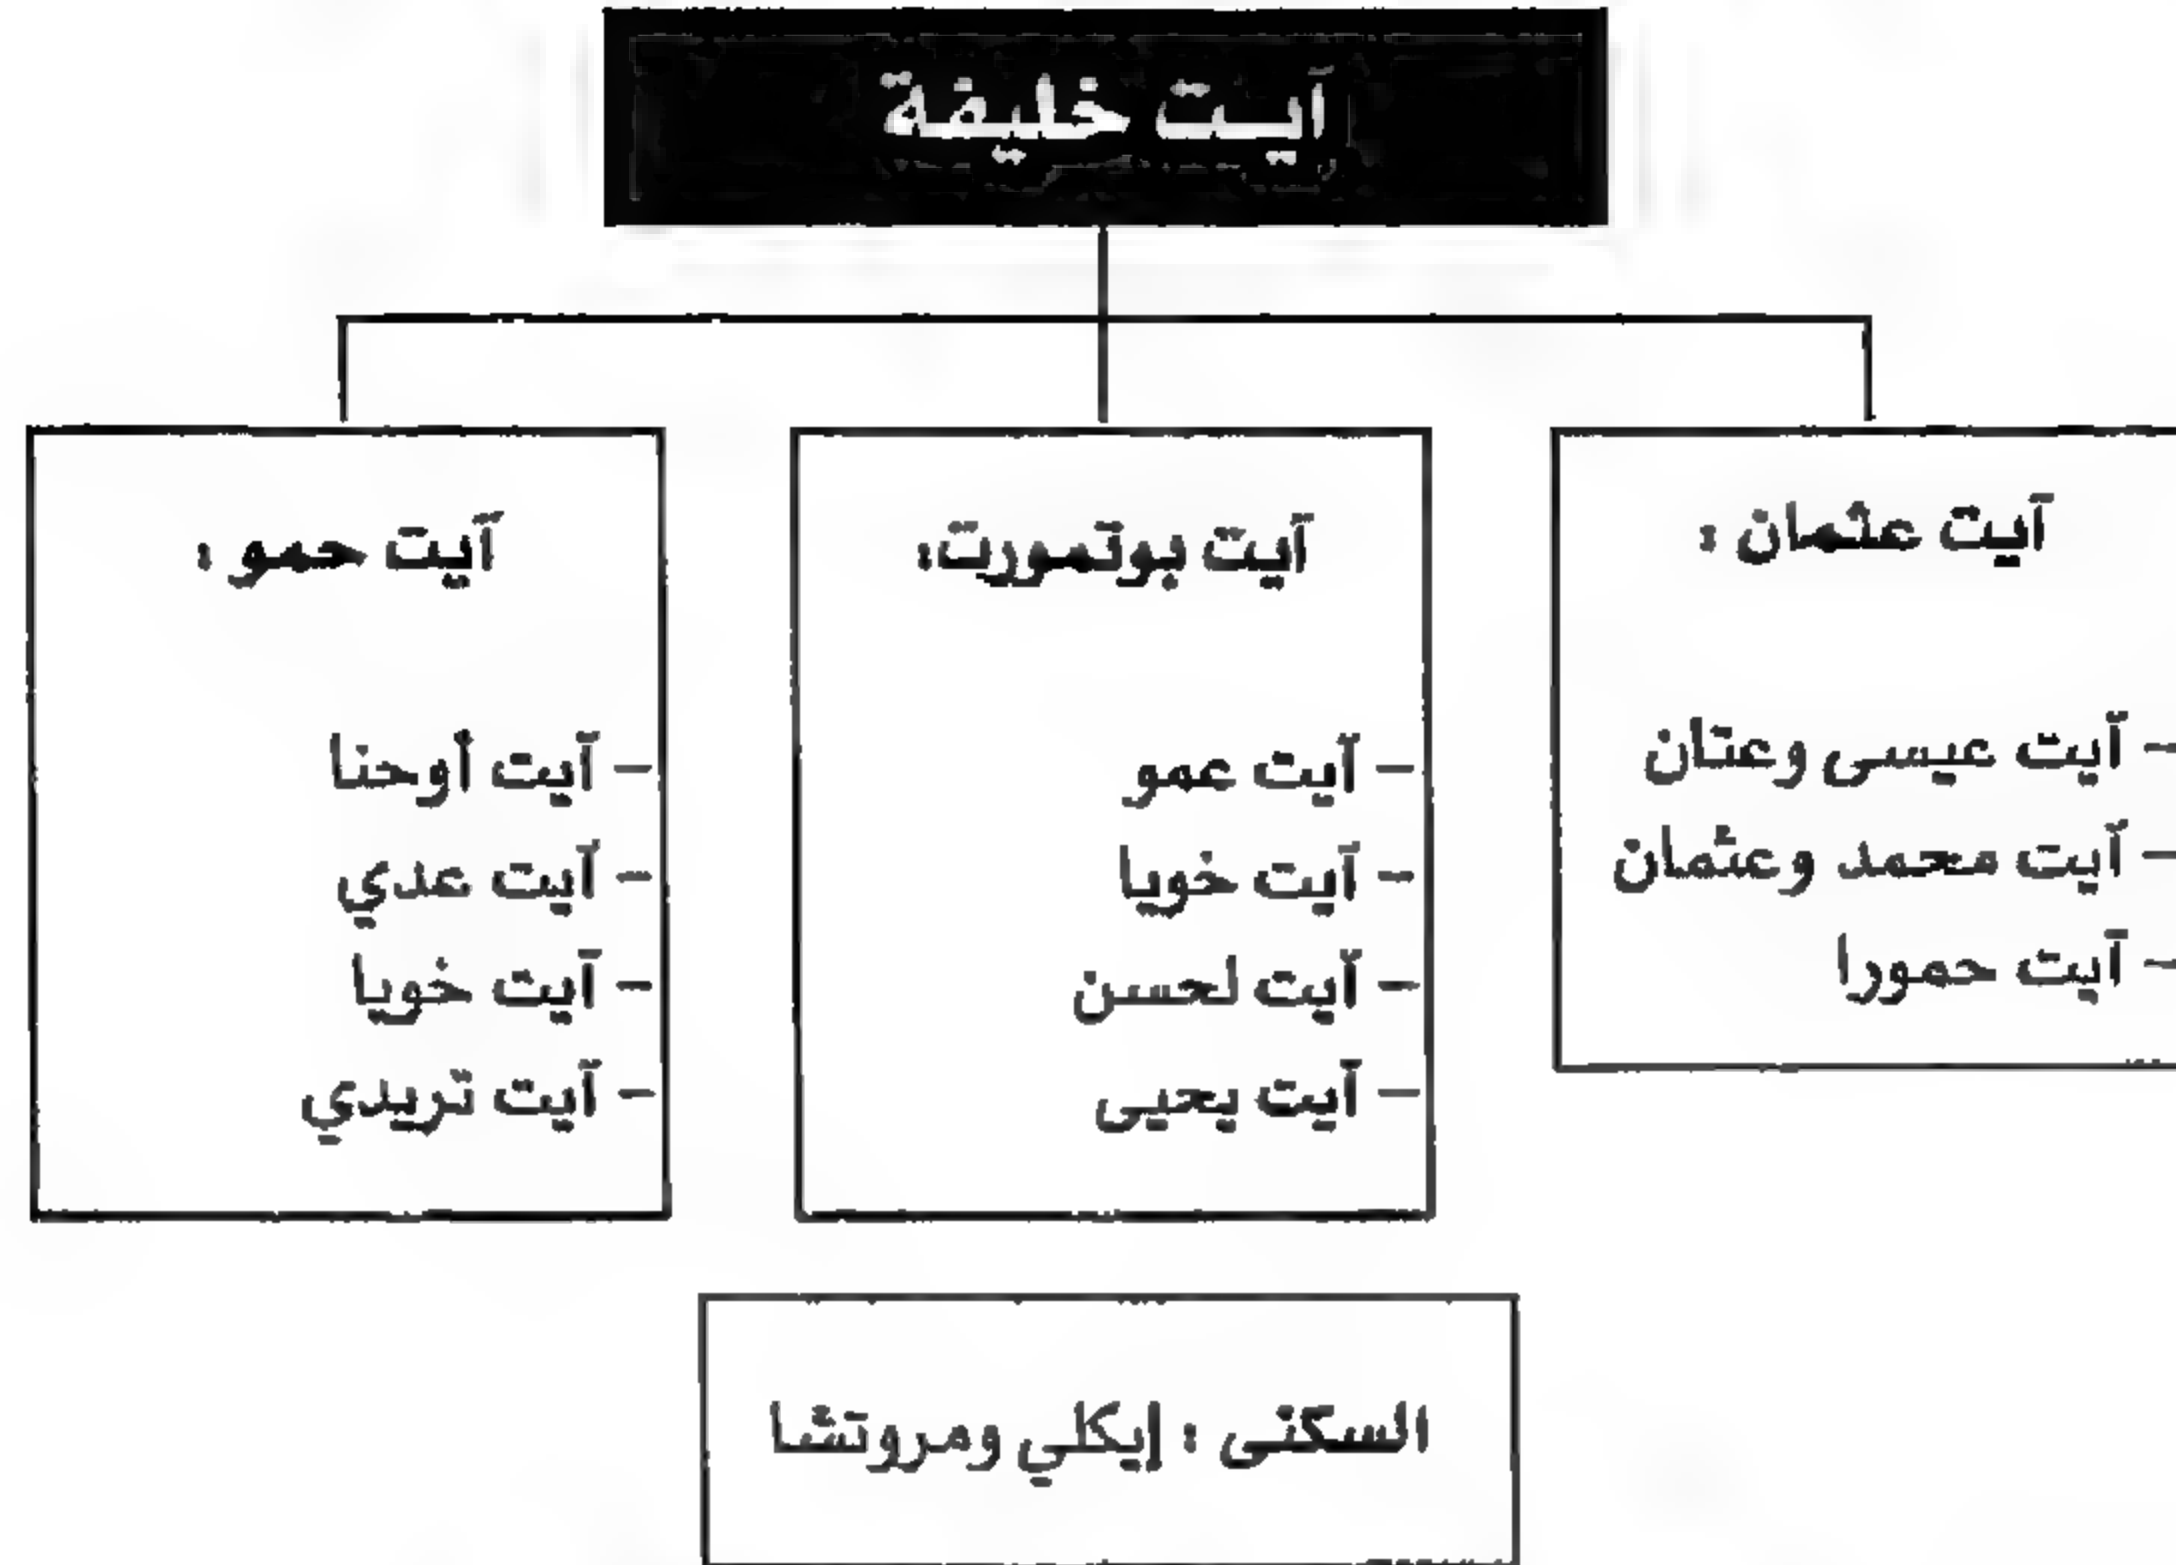 آيت خليفة
آيت عثمان :
- آيت عيسى وعتان
- آيت محمد وعثمان
- آيت حمورا
آيت بوتمورت:
- آيت عمو
- آيت خويا
- آيت لحسن
- آيت يحيى
آيت حمو :
- آيت أوحنا
- آيت عدي
- آيت خويا
- آيت تريدي
السكنى : إيكلي ومروتشا